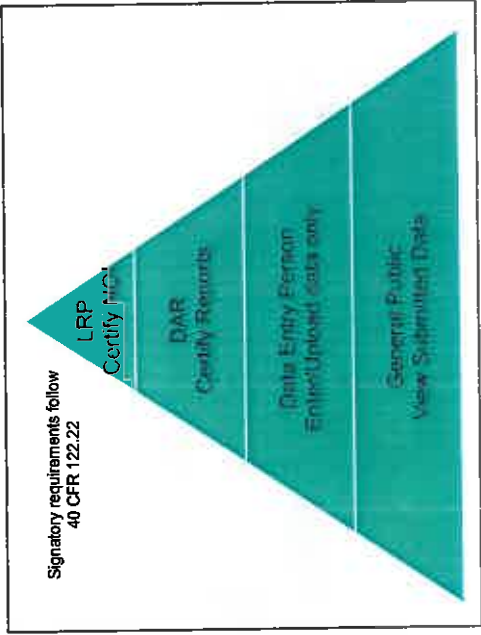 Signatory requirements follow
40 CFR 122.22
LRP
Certify NOI
DAR
Certify Reports
Data Entry Person
Enter/Upload data only
General Public
View Submitted Data